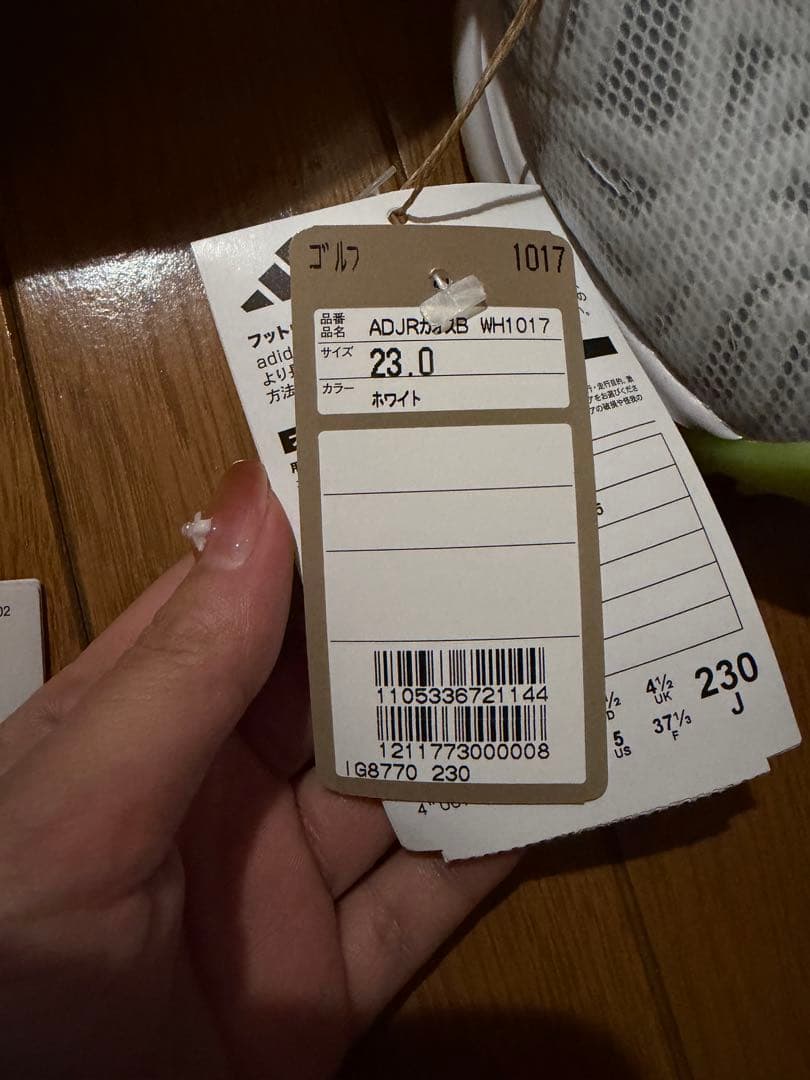 ゴルフ 1017
品番
品名 ADJRカオスB WH1017
サイズ 23.0
カラー ホワイト
1105336721144
1211773000008
IG8770 230
フット
adid
より
方法
4½
UK
230
J
5
US
37⅓
F
02